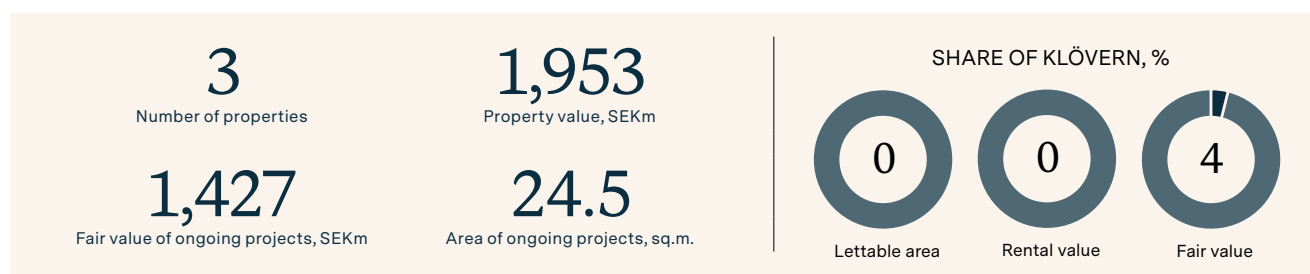 3
Number of properties
1,953
Property value, SEKm
1,427
Fair value of ongoing projects, SEKm
24.5
Area of ongoing projects, sq.m.
SHARE OF KLÖVERN, %
0
Lettable area
0
Rental value
4
Fair value